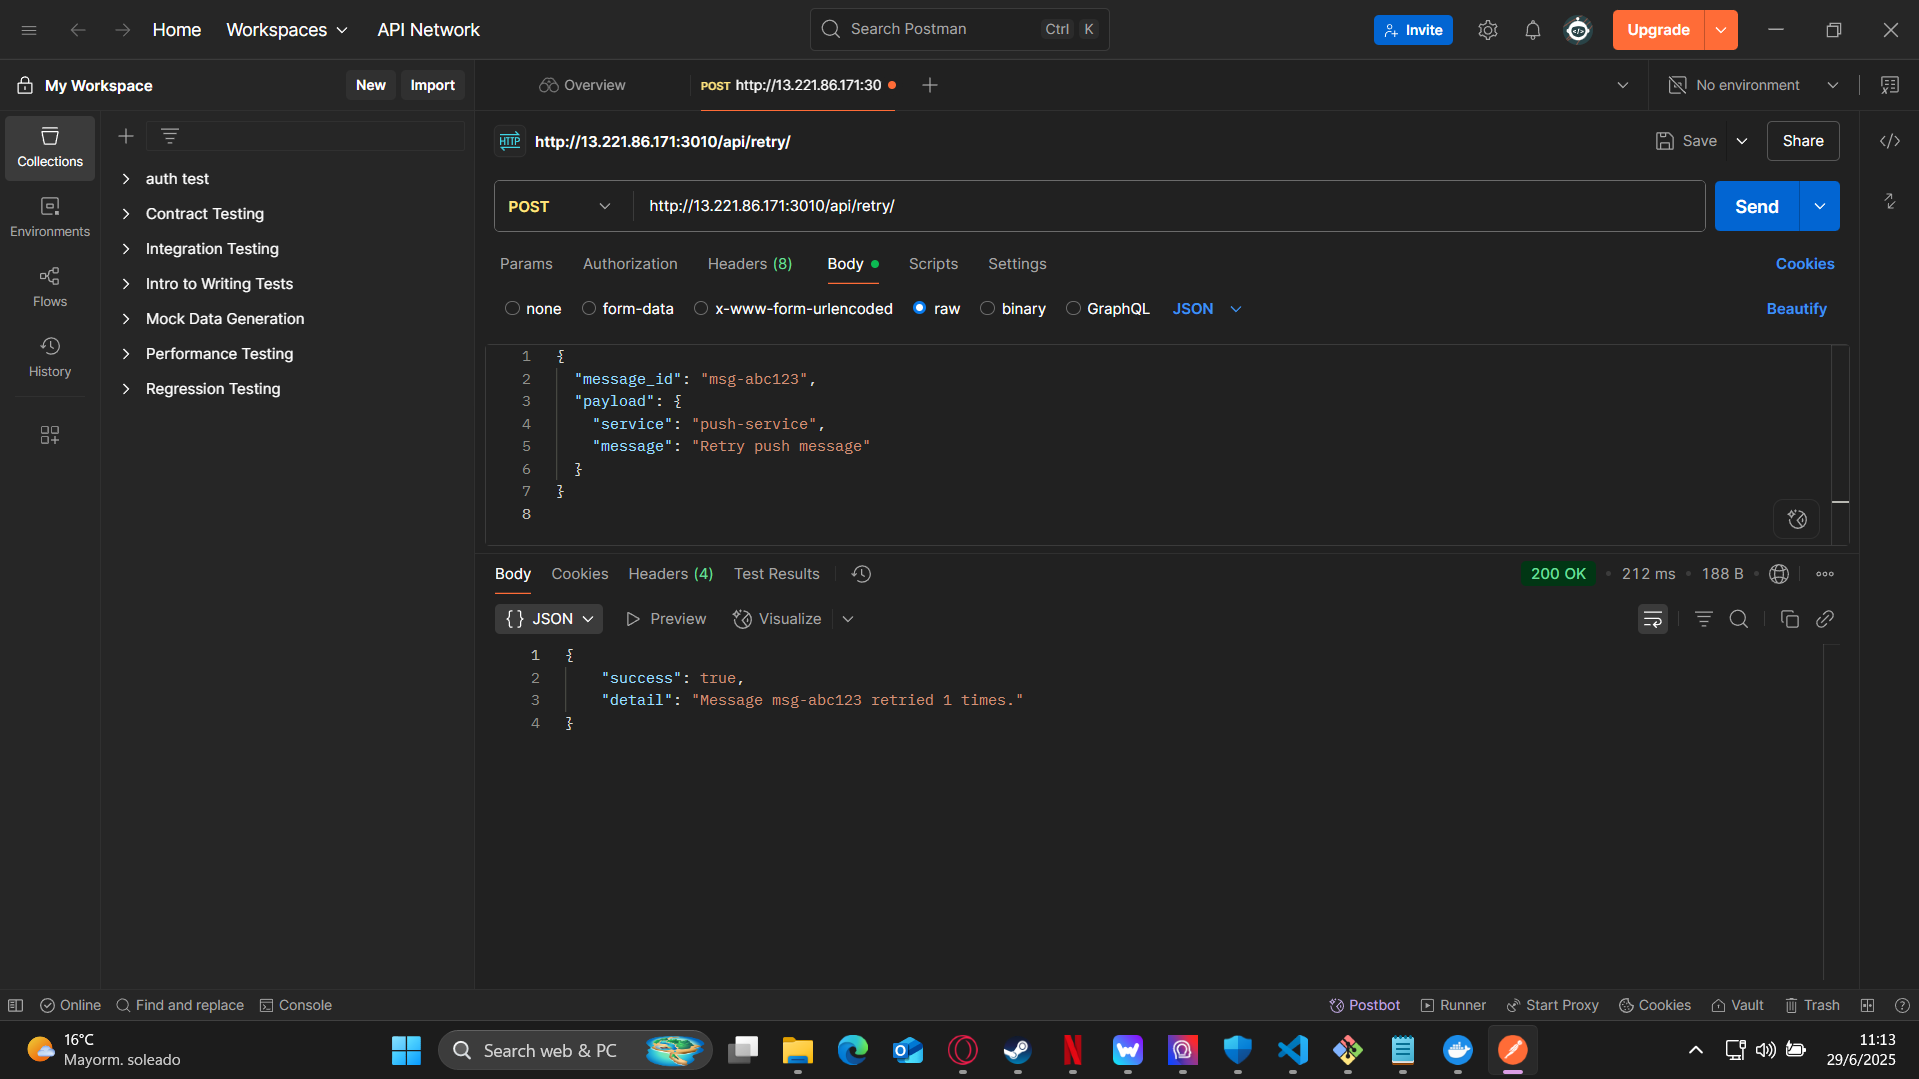 Home
Workspaces
API Network
Search Postman
Ctrl
K
Invite
Upgrade
My Workspace
New
Import
Overview
POST http://13.221.86.171:30
No environment
Collections
Environments
Flows
History
auth test
Contract Testing
Integration Testing
Intro to Writing Tests
Mock Data Generation
Performance Testing
Regression Testing
HTTP
http://13.221.86.171:3010/api/retry/
Save
Share
POST
http://13.221.86.171:3010/api/retry/
Send
Params
Authorization
Headers (8)
Body
Scripts
Settings
Cookies
none
form-data
x-www-form-urlencoded
raw
binary
GraphQL
JSON
Beautify
1 {
2 "message_id": "msg-abc123",
3 "payload": {
4 "service": "push-service",
5 "message": "Retry push message"
6 }
7 }
8
Body
Cookies
Headers (4)
Test Results
200 OK
212 ms
188 B
{} JSON
Preview
Visualize
1 {
2 "success": true,
3 "detail": "Message msg-abc123 retried 1 times."
4 }
Online
Find and replace
Console
Postbot
Runner
Start Proxy
Cookies
Vault
Trash
16°C
Mayorm. soleado
Search web & PC
11:13
29/6/2025